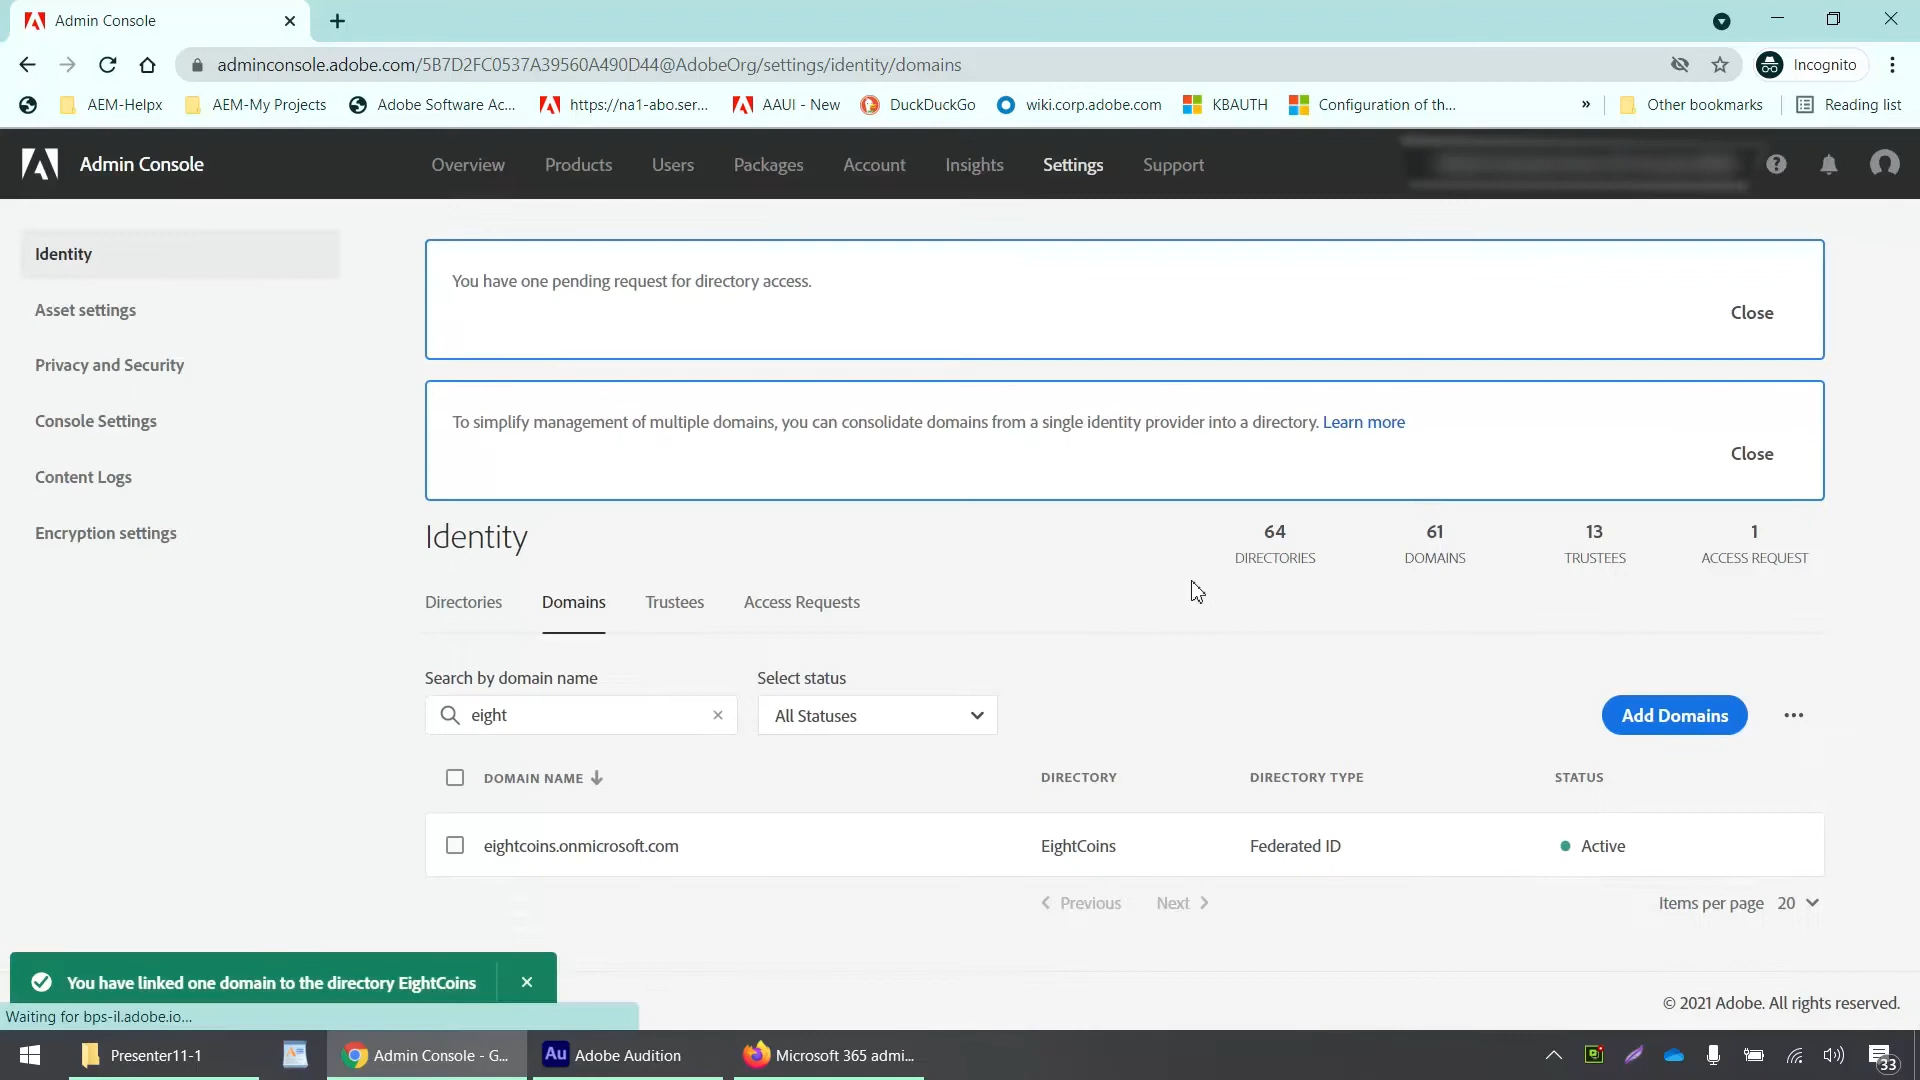 Admin Console
adminconsole.adobe.com/5B7D2FC0537A39560A490D44@AdobeOrg/settings/identity/domains
Incognito
AEM-Helpx
AEM-My Projects
Adobe Software Ac...
https://na1-abo.ser...
AAUI - New
DuckDuckGo
wiki.corp.adobe.com
KBAUTH
Configuration of th...
»
Other bookmarks
Reading list
Admin Console
Overview
Products
Users
Packages
Account
Insights
Settings
Support
Identity
Asset settings
Privacy and Security
Console Settings
Content Logs
Encryption settings
You have one pending request for directory access.
Close
To simplify management of multiple domains, you can consolidate domains from a single identity provider into a directory. Learn more
Close
Identity
64
DIRECTORIES
61
DOMAINS
13
TRUSTEES
1
ACCESS REQUEST
Directories
Domains
Trustees
Access Requests
Search by domain name
eight
Select status
All Statuses
Add Domains
DOMAIN NAME
DIRECTORY
DIRECTORY TYPE
STATUS
eightcoins.onmicrosoft.com
EightCoins
Federated ID
Active
Previous
Next
Items per page 20
You have linked one domain to the directory EightCoins
Waiting for bps-il.adobe.io...
© 2021 Adobe. All rights reserved.
Presenter11-1
Admin Console - G...
Au
Adobe Audition
Microsoft 365 admi...
33